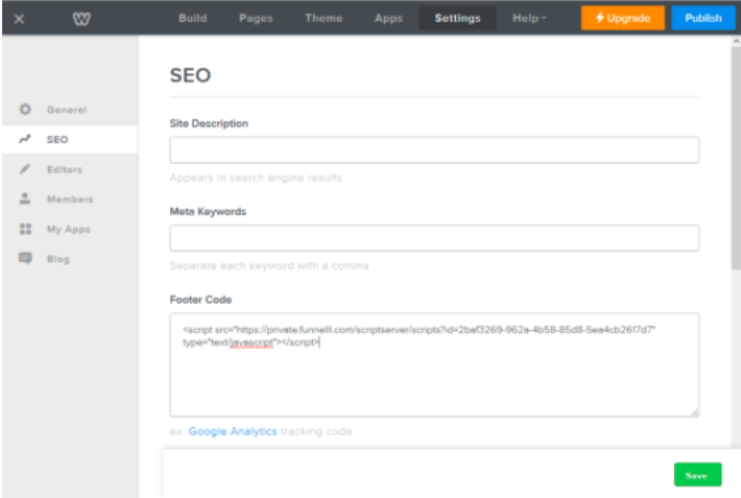 Build Pages Theme Apps Settings Help Upgrade Publish
SEO
General
SEO
Editors
Members
My Apps
Blog
Site Description
Appears in search engine results
Meta Keywords
Separate each keyword with a comma
Footer Code
<script src="https://private.funnelll.com/scriptserver/scripts?id=2baf3269-962a-4b58-85d8-5ea4cb2617d7"
type="text/javascript"></script>
ex. Google Analytics tracking code
Save